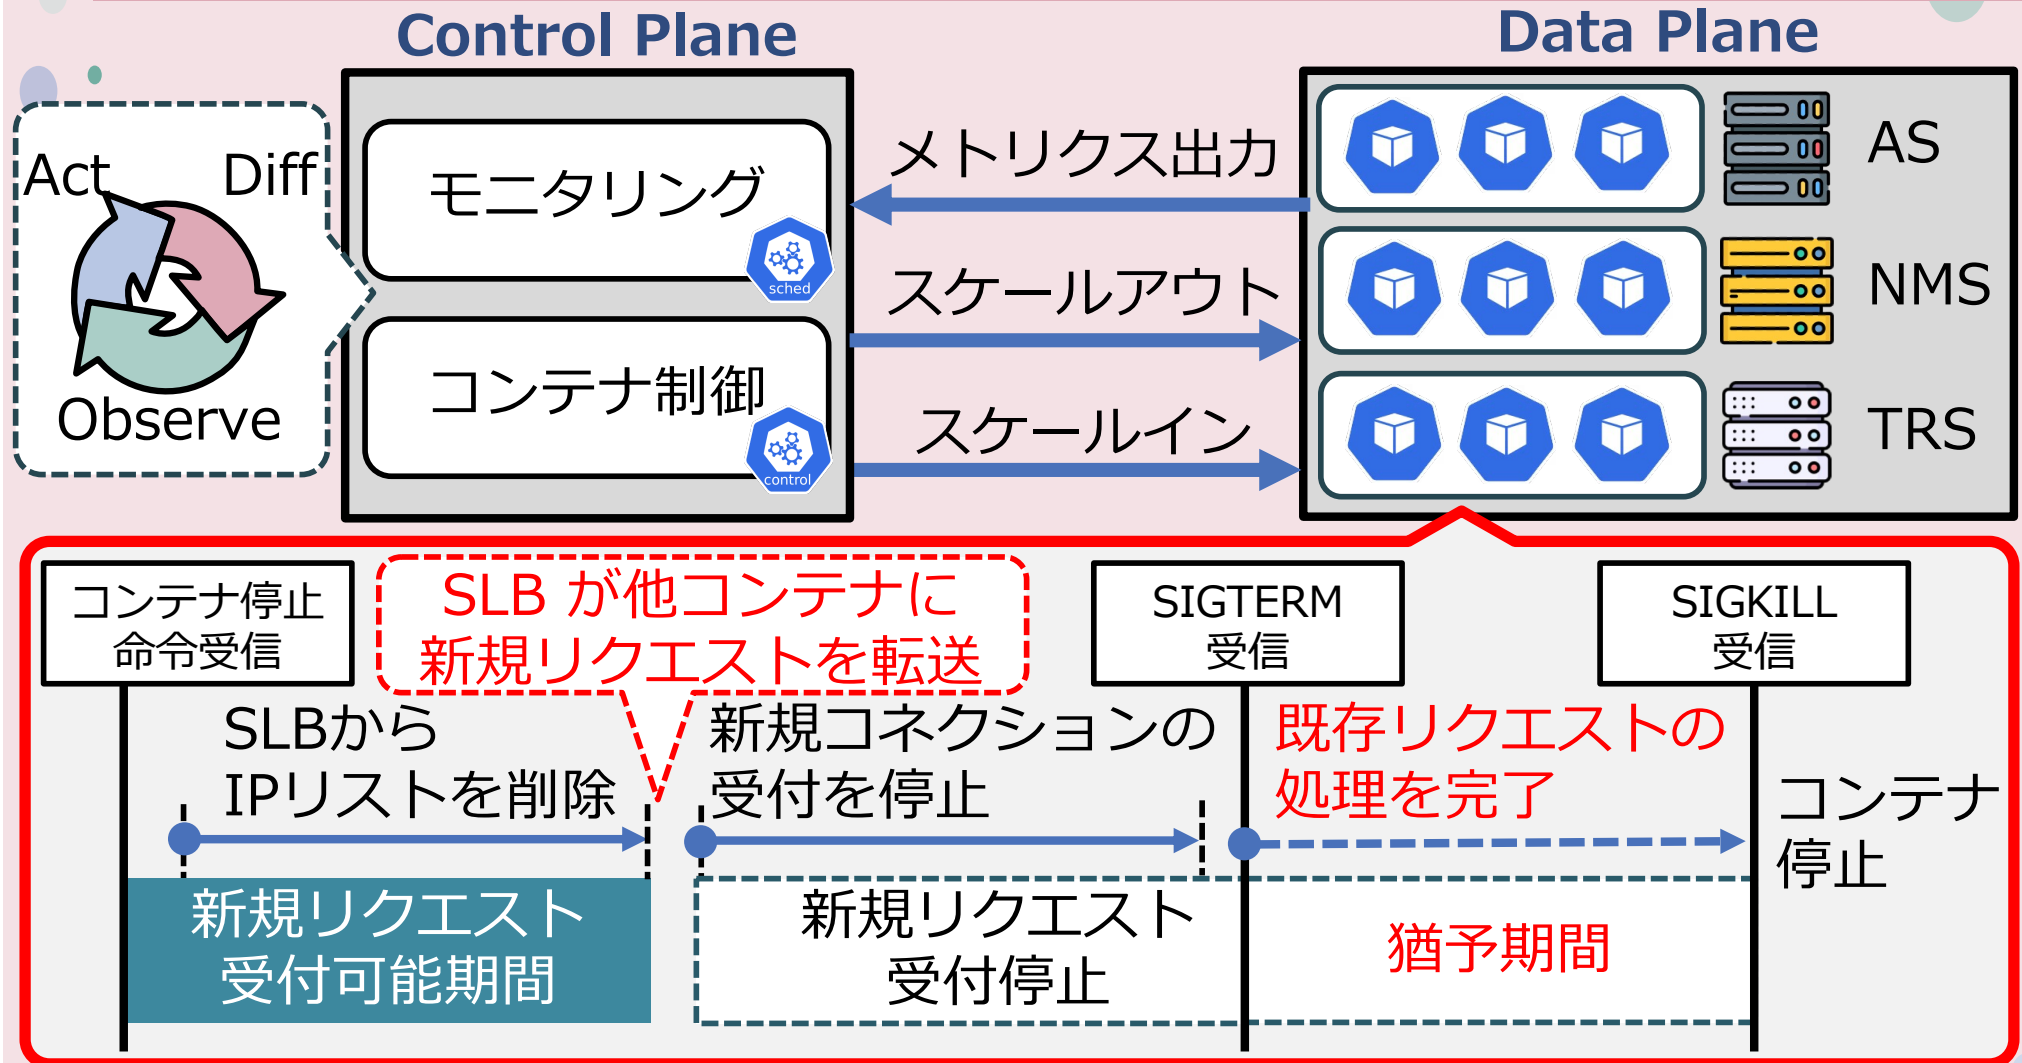 Control Plane
Data Plane
Act
Diff
Observe
モニタリング
sched
コンテナ制御
control
メトリクス出力
スケールアウト
スケールイン
AS
NMS
TRS
コンテナ停止
命令受信
SLB が他コンテナに
新規リクエストを転送
SIGTERM
受信
SIGKILL
受信
SLBから
IPリストを削除
新規コネクションの
受付を停止
既存リクエストの
処理を完了
コンテナ
停止
新規リクエスト
受付可能期間
新規リクエスト
受付停止
猶予期間